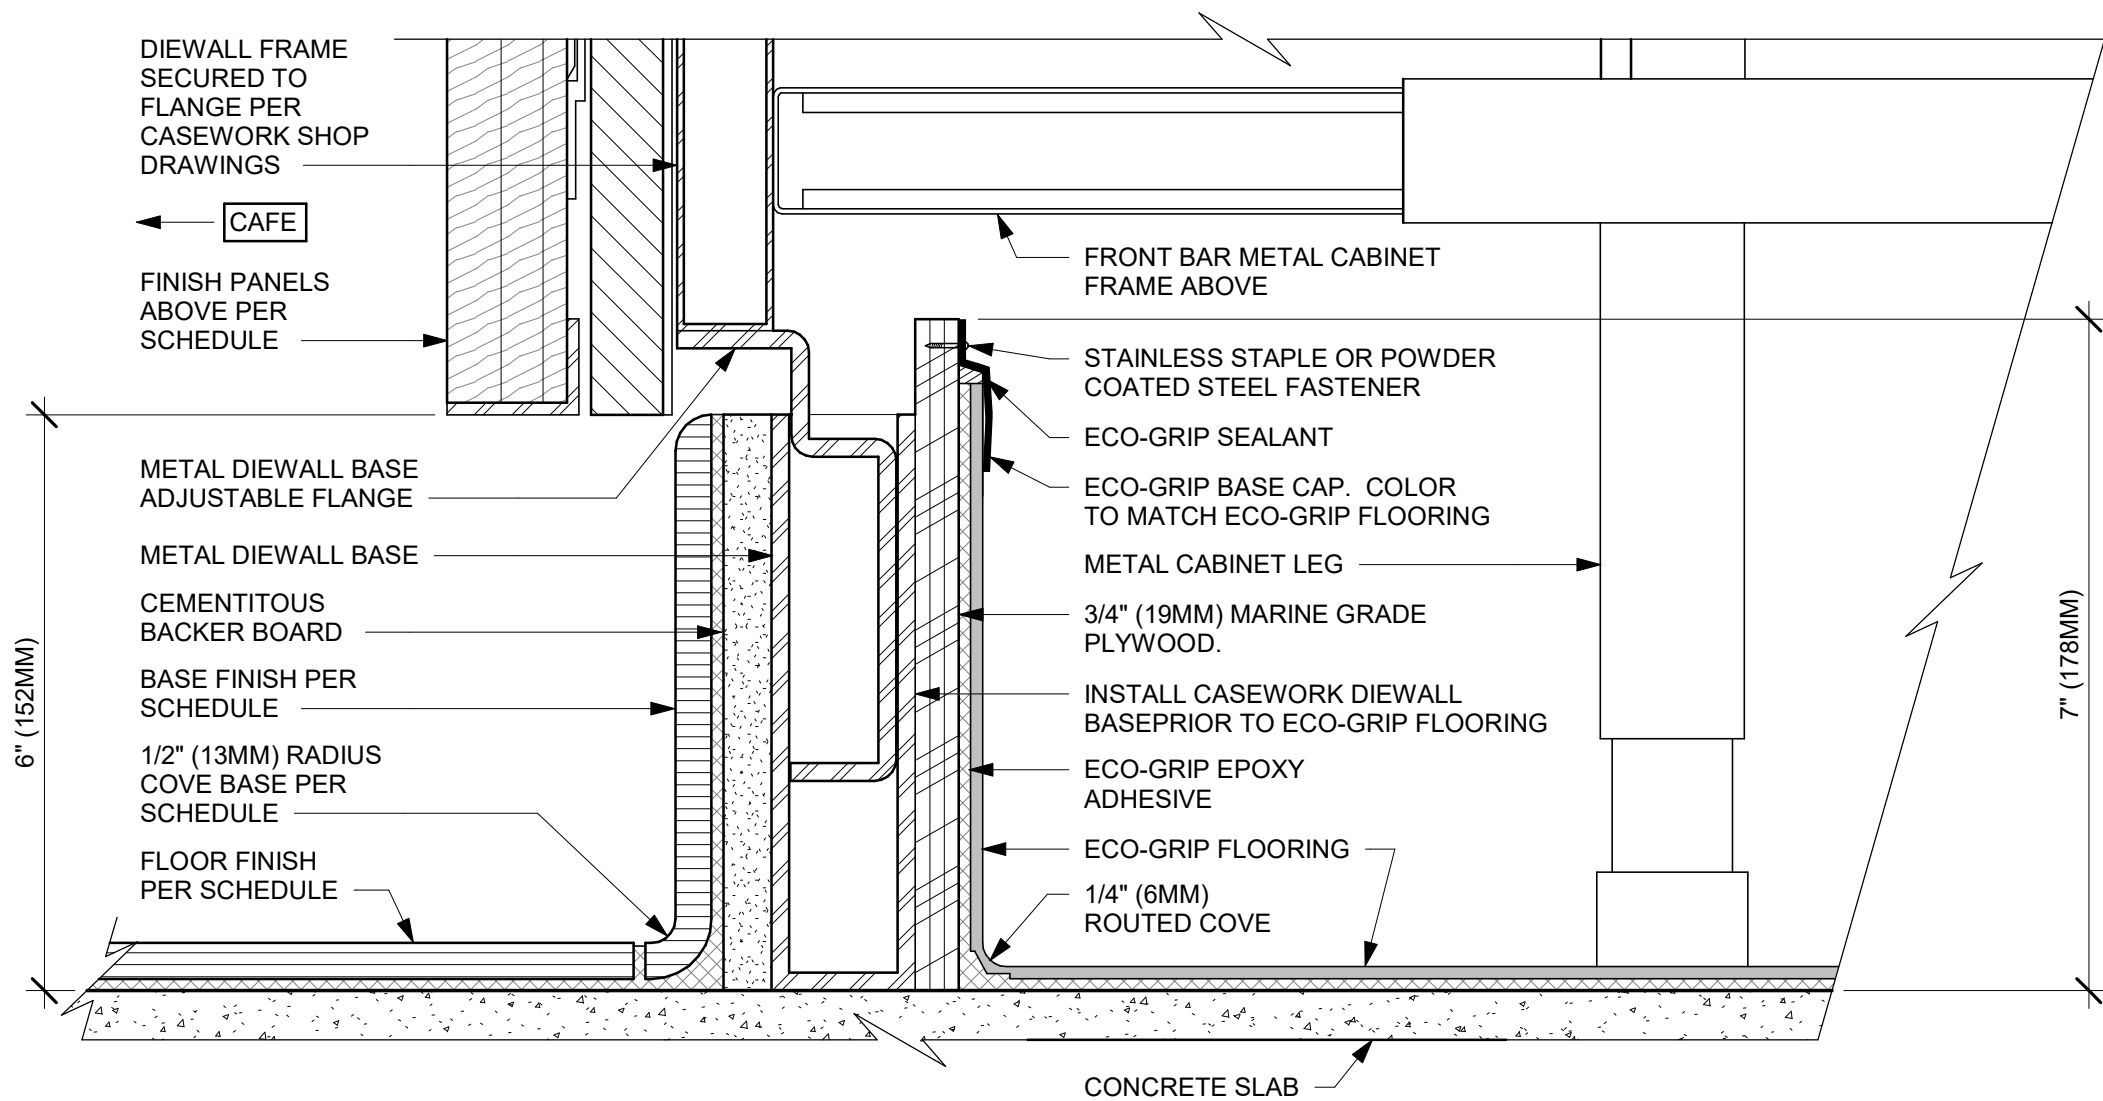 DIEWALL FRAME
SECURED TO
FLANGE PER
CASEWORK SHOP
DRAWINGS
CAFE
FINISH PANELS
ABOVE PER
SCHEDULE
METAL DIEWALL BASE
ADJUSTABLE FLANGE
METAL DIEWALL BASE
CEMENTITOUS
BACKER BOARD
BASE FINISH PER
SCHEDULE
1/2" (13MM) RADIUS
COVE BASE PER
SCHEDULE
FLOOR FINISH
PER SCHEDULE
6" (152MM)
FRONT BAR METAL CABINET
FRAME ABOVE
STAINLESS STAPLE OR POWDER
COATED STEEL FASTENER
ECO-GRIP SEALANT
ECO-GRIP BASE CAP. COLOR
TO MATCH ECO-GRIP FLOORING
METAL CABINET LEG
3/4" (19MM) MARINE GRADE
PLYWOOD.
INSTALL CASEWORK DIEWALL
BASEPRIOR TO ECO-GRIP FLOORING
ECO-GRIP EPOXY
ADHESIVE
ECO-GRIP FLOORING
1/4" (6MM)
ROUTED COVE
CONCRETE SLAB
7" (178MM)